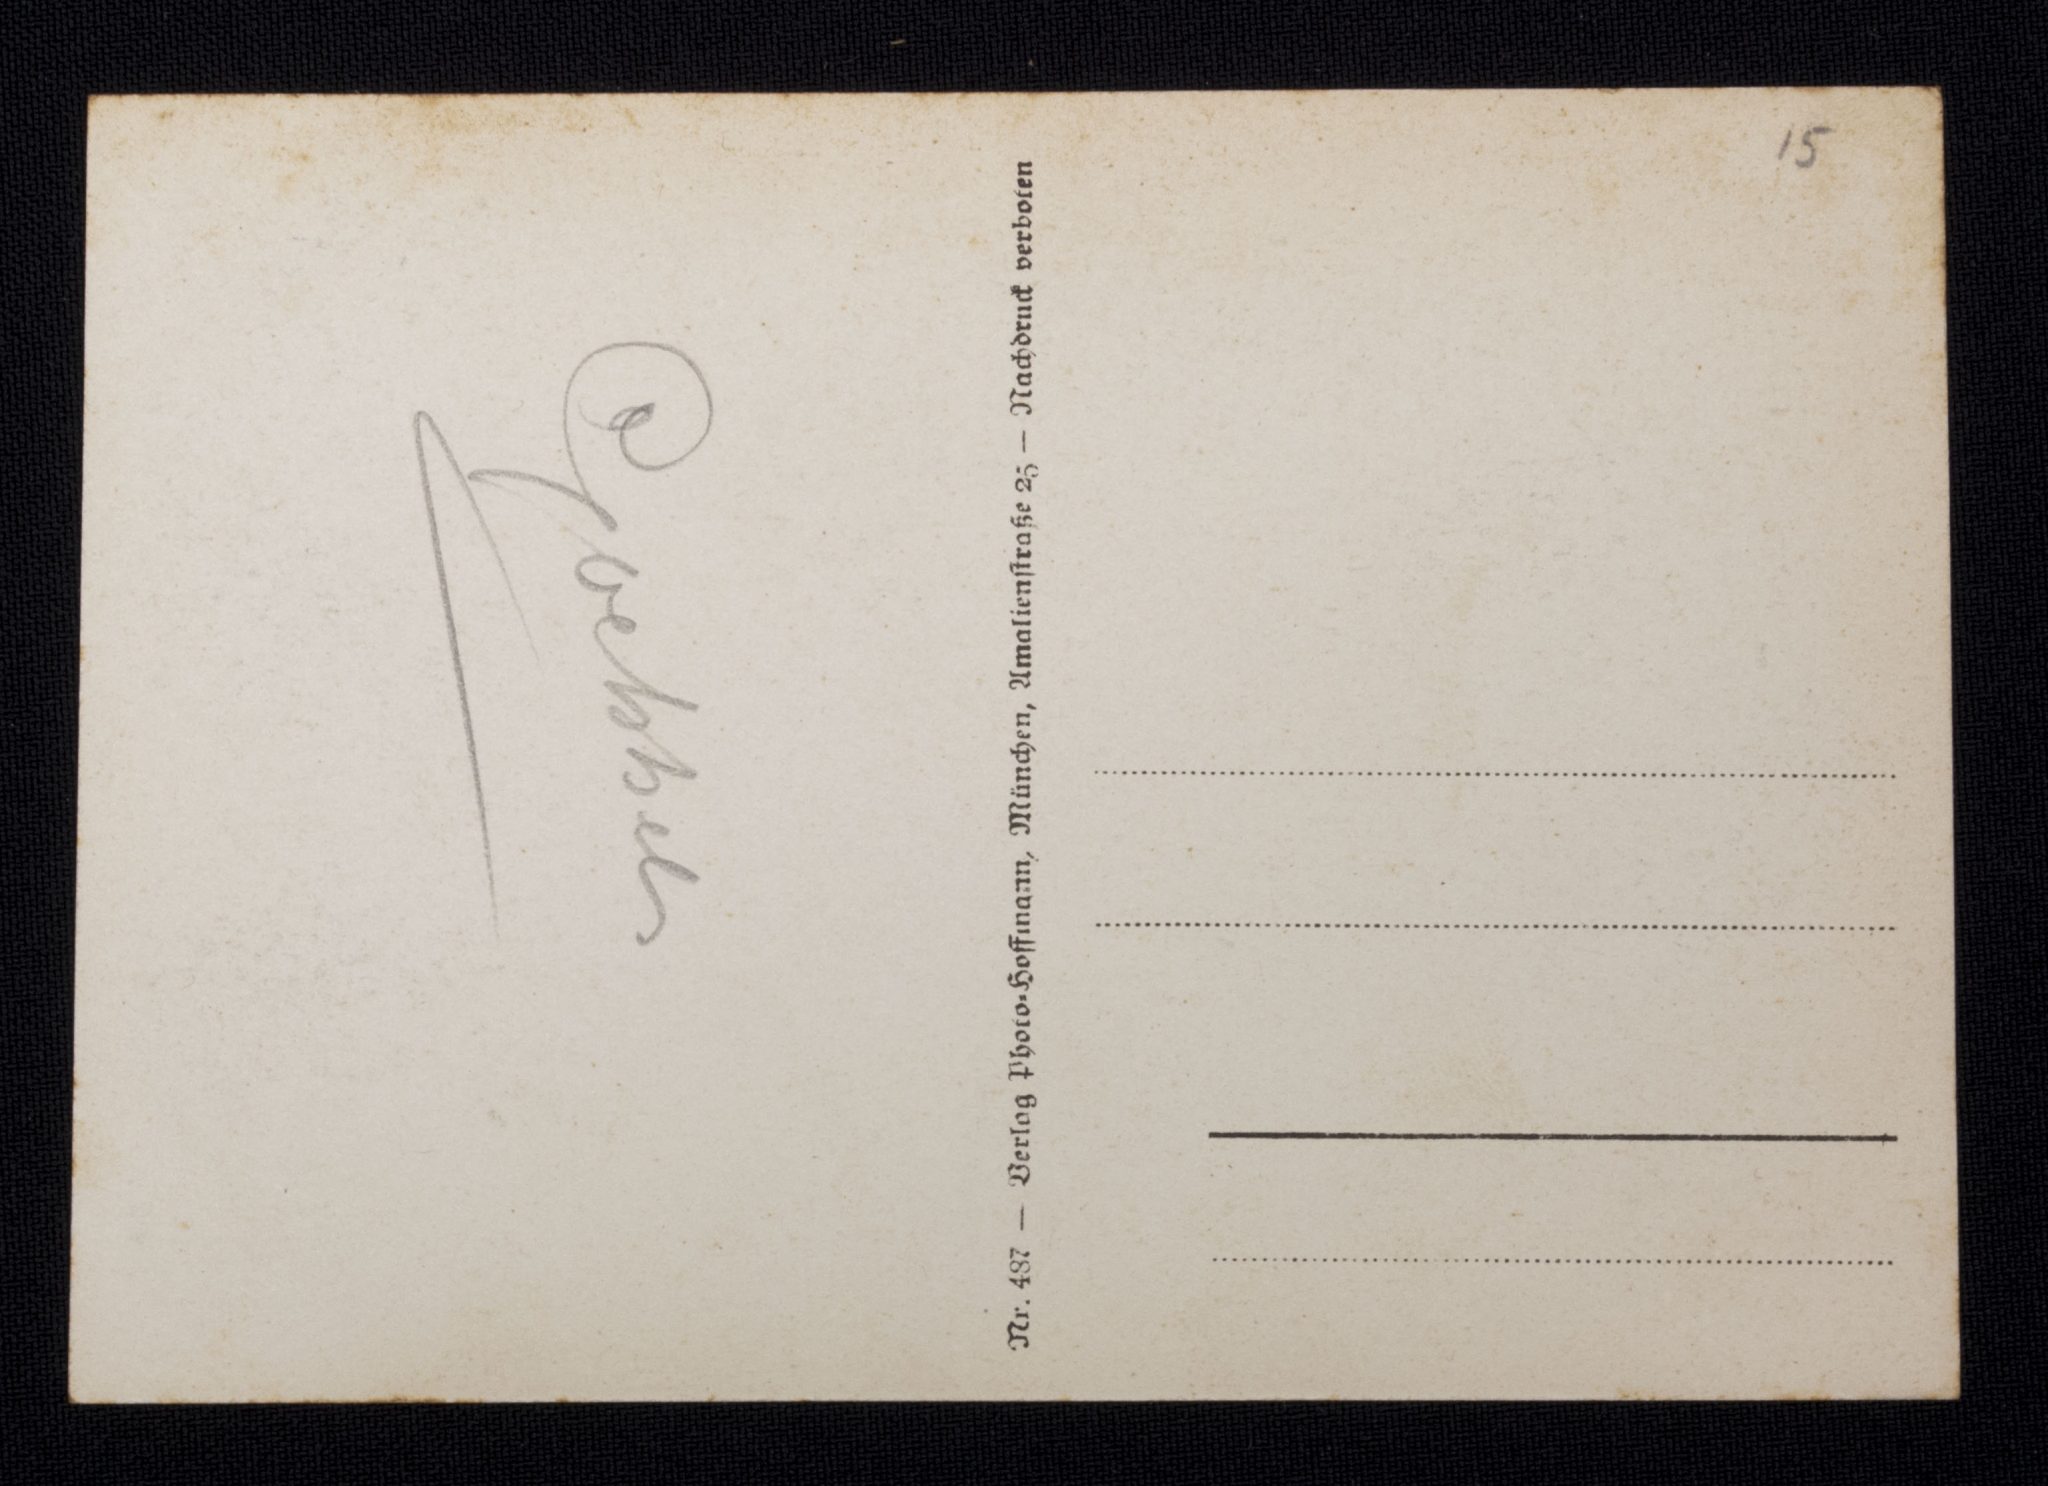 15
Goebbels
Nr. 487 — Verlag Photo-Hoffmann, München, Amalienstraße 25 — Nachdruck verboten